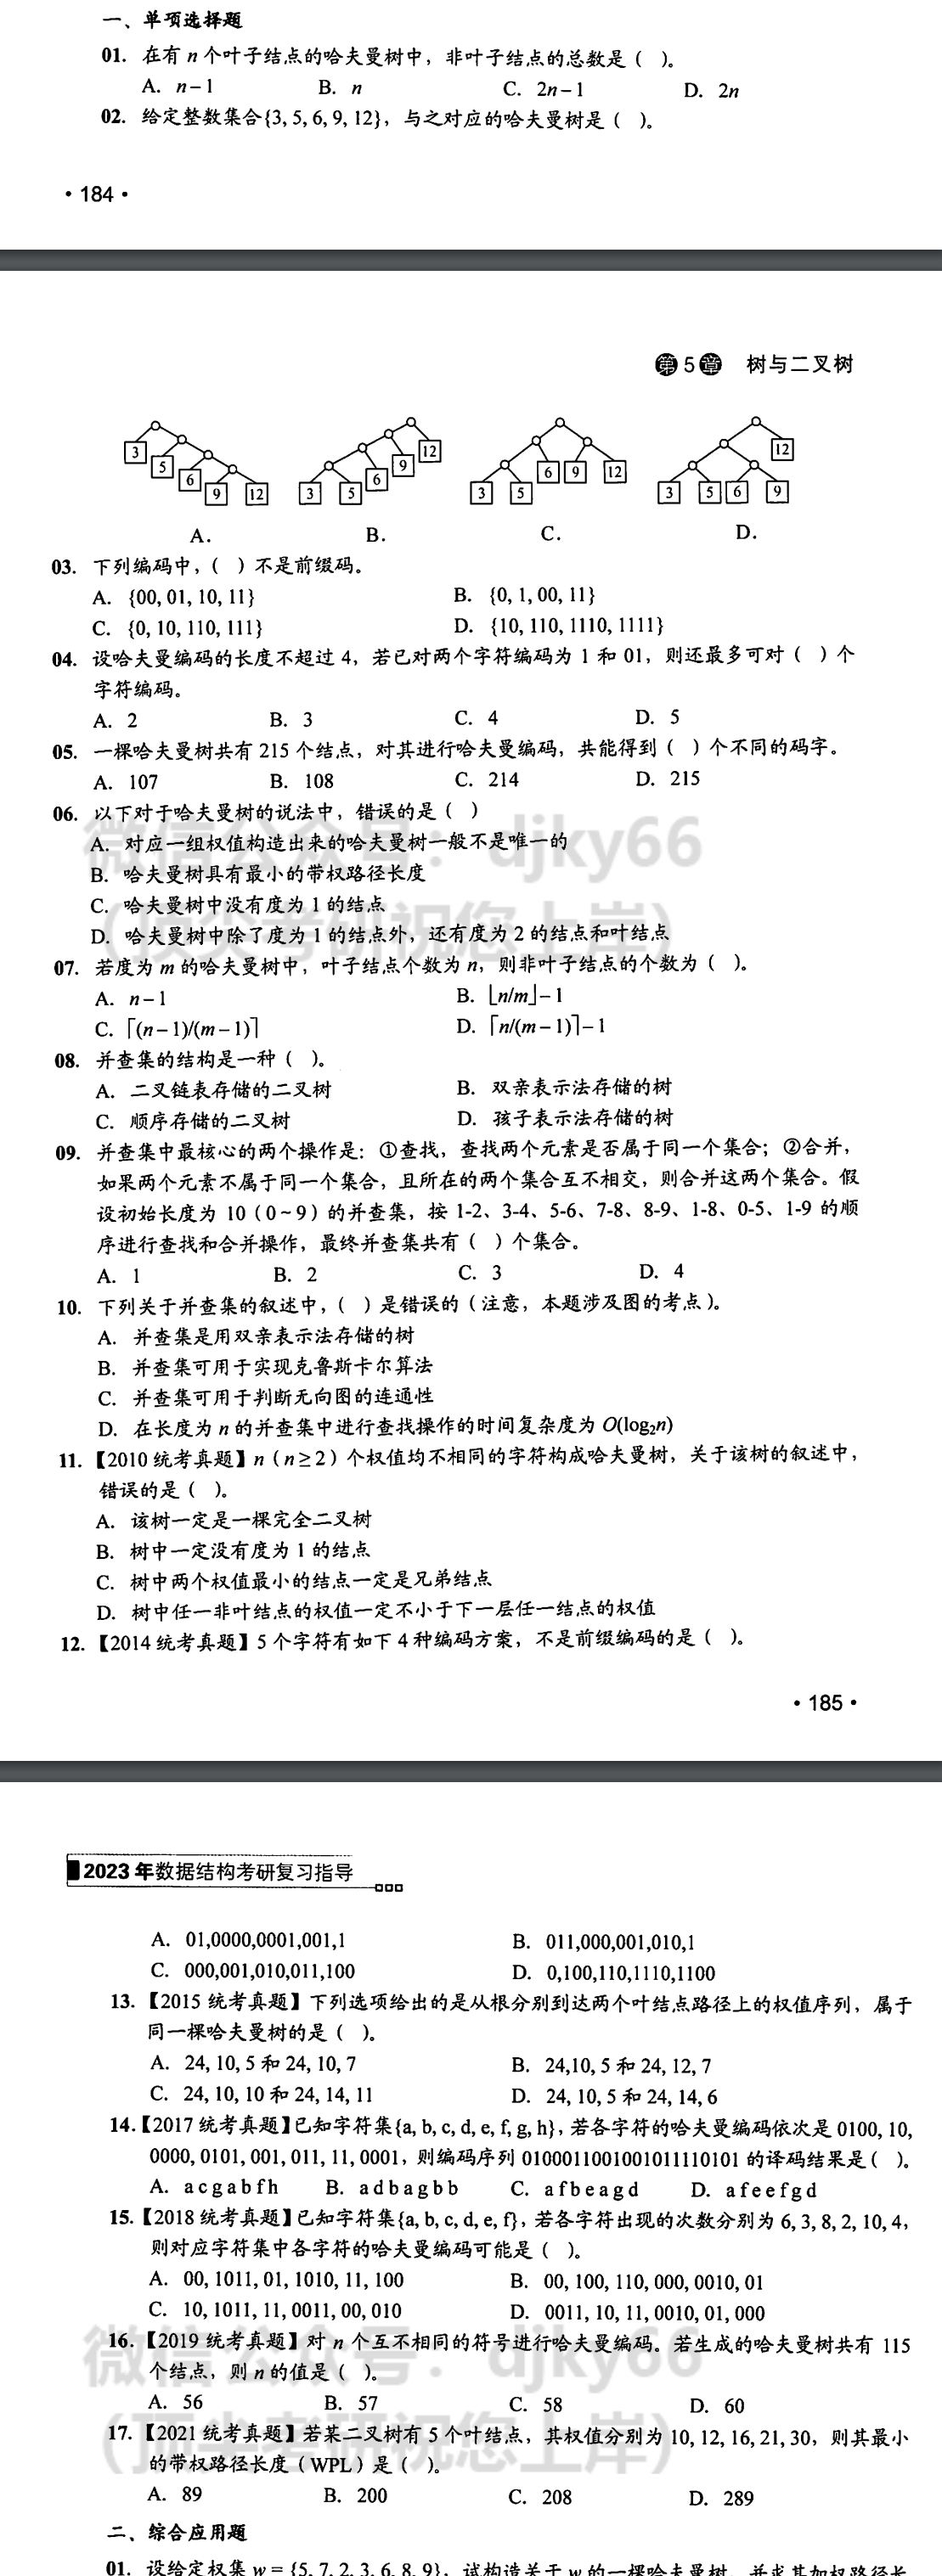 一、单项选择题
01. 在有 n 个叶子结点的哈夫曼树中，非叶子结点的总数是（ ）。
A. n−1 B. n C. 2n−1 D. 2n
02. 给定整数集合{3, 5, 6, 9, 12}，与之对应的哈夫曼树是（ ）。
• 184 •
第5章 树与二叉树
3 5 6 9 12
3 5 6 9 12
3 5 6 9 12
3 5 6 9 12
A. B. C. D.
03. 下列编码中，（ ）不是前缀码。
A. {00, 01, 10, 11} B. {0, 1, 00, 11}
C. {0, 10, 110, 111} D. {10, 110, 1110, 1111}
04. 设哈夫曼编码的长度不超过 4，若已对两个字符编码为 1 和 01，则还最多可对（ ）个
字符编码。
A. 2 B. 3 C. 4 D. 5
05. 一棵哈夫曼树共有 215 个结点，对其进行哈夫曼编码，共能得到（ ）个不同的码字。
A. 107 B. 108 C. 214 D. 215
06. 以下对于哈夫曼树的说法中，错误的是（ ）
A. 对应一组权值构造出来的哈夫曼树一般不是唯一的
B. 哈夫曼树具有最小的带权路径长度
C. 哈夫曼树中没有度为 1 的结点
D. 哈夫曼树中除了度为 1 的结点外，还有度为 2 的结点和叶结点
微信公众号：djky66
（顶尖考研祝您上岸）
07. 若度为 m 的哈夫曼树中，叶子结点个数为 n，则非叶子结点的个数为（ ）。
A. n−1 B. ⌊n/m⌋−1
C. ⌈(n−1)/(m−1)⌉ D. ⌈n/(m−1)⌉−1
08. 并查集的结构是一种（ ）。
A. 二叉链表存储的二叉树 B. 双亲表示法存储的树
C. 顺序存储的二叉树 D. 孩子表示法存储的树
09. 并查集中最核心的两个操作是：①查找，查找两个元素是否属于同一个集合；②合并，
如果两个元素不属于同一个集合，且所在的两个集合互不相交，则合并这两个集合。假
设初始长度为 10（0~9）的并查集，按 1-2、3-4、5-6、7-8、8-9、1-8、0-5、1-9 的顺
序进行查找和合并操作，最终并查集共有（ ）个集合。
A. 1 B. 2 C. 3 D. 4
10. 下列关于并查集的叙述中，（ ）是错误的（注意，本题涉及图的考点）。
A. 并查集是用双亲表示法存储的树
B. 并查集可用于实现克鲁斯卡尔算法
C. 并查集可用于判断无向图的连通性
D. 在长度为 n 的并查集中进行查找操作的时间复杂度为 O(log₂n)
11. 【2010 统考真题】n（n≥2）个权值均不相同的字符构成哈夫曼树，关于该树的叙述中，
错误的是（ ）。
A. 该树一定是一棵完全二叉树
B. 树中一定没有度为 1 的结点
C. 树中两个权值最小的结点一定是兄弟结点
D. 树中任一非叶结点的权值一定不小于下一层任一结点的权值
12. 【2014 统考真题】5 个字符有如下 4 种编码方案，不是前缀编码的是（ ）。
• 185 •
2023年数据结构考研复习指导
A. 01,0000,0001,001,1 B. 011,000,001,010,1
C. 000,001,010,011,100 D. 0,100,110,1110,1100
13. 【2015 统考真题】下列选项给出的是从根分别到达两个叶结点路径上的权值序列，属于
同一棵哈夫曼树的是（ ）。
A. 24, 10, 5 和 24, 10, 7 B. 24,10, 5 和 24, 12, 7
C. 24, 10, 10 和 24, 14, 11 D. 24, 10, 5 和 24, 14, 6
14.【2017 统考真题】已知字符集{a, b, c, d, e, f, g, h}，若各字符的哈夫曼编码依次是 0100, 10,
0000, 0101, 001, 011, 11, 0001，则编码序列 0100011001001011110101 的译码结果是（ ）。
A. a c g a b f h B. a d b a g b b C. a f b e a g d D. a f e e f g d
15.【2018 统考真题】已知字符集{a, b, c, d, e, f}，若各字符出现的次数分别为 6, 3, 8, 2, 10, 4，
则对应字符集中各字符的哈夫曼编码可能是（ ）。
A. 00, 1011, 01, 1010, 11, 100 B. 00, 100, 110, 000, 0010, 01
C. 10, 1011, 11, 0011, 00, 010 D. 0011, 10, 11, 0010, 01, 000
16.【2019 统考真题】对 n 个互不相同的符号进行哈夫曼编码。若生成的哈夫曼树共有 115
个结点，则 n 的值是（ ）。
A. 56 B. 57 C. 58 D. 60
微信公众号：djky66
（顶尖考研祝您上岸）
17.【2021 统考真题】若某二叉树有 5 个叶结点，其权值分别为 10, 12, 16, 21, 30，则其最小
的带权路径长度（WPL）是（ ）。
A. 89 B. 200 C. 208 D. 289
二、综合应用题
01. 设给定权集 w = {5, 7, 2, 3, 6, 8, 9}，试构造关于 w 的一棵哈夫曼树，并求其加权路径长